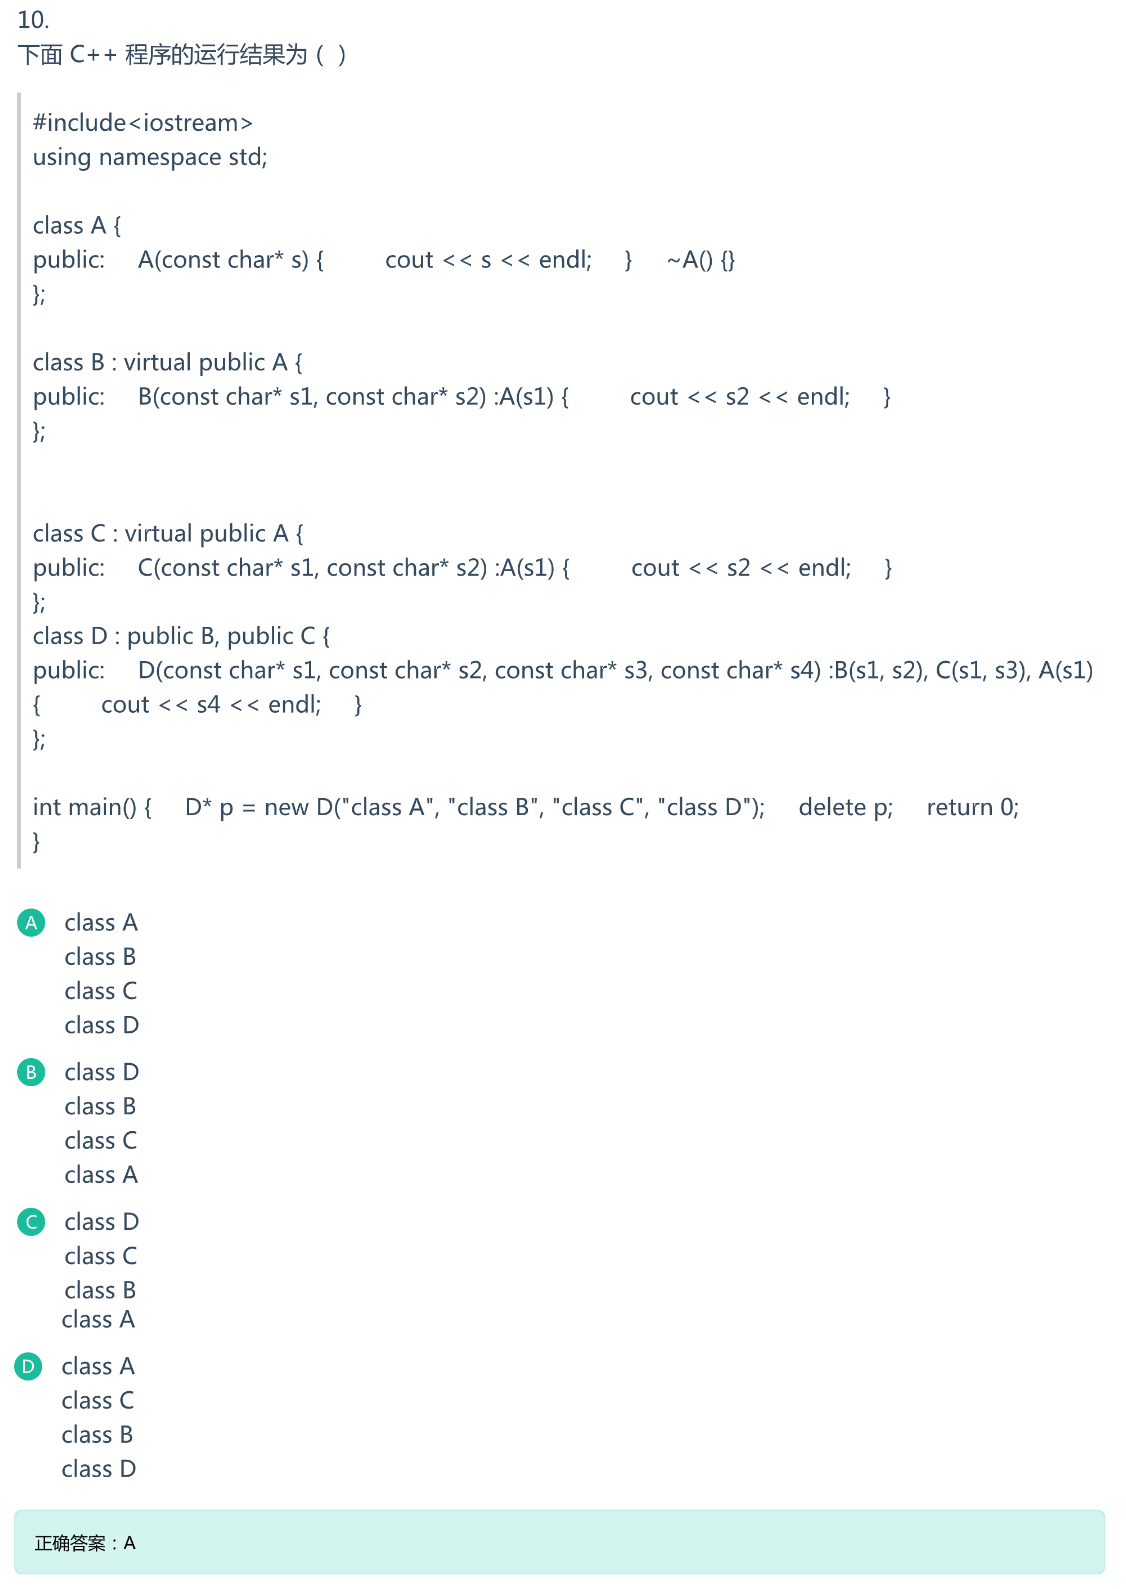 10.
下面 C++ 程序的运行结果为 (  )
#include<iostream>
using namespace std;
class A {
public:     A(const char* s) {          cout << s << endl;     }     ~A() {}
};
class B : virtual public A {
public:     B(const char* s1, const char* s2) :A(s1) {          cout << s2 << endl;     }
};
class C : virtual public A {
public:     C(const char* s1, const char* s2) :A(s1) {          cout << s2 << endl;     }
};
class D : public B, public C {
public:     D(const char* s1, const char* s2, const char* s3, const char* s4) :B(s1, s2), C(s1, s3), A(s1)
{          cout << s4 << endl;     }
};
int main() {     D* p = new D("class A", "class B", "class C", "class D");     delete p;     return 0;
}
A class A
class B
class C
class D
B class D
class B
class C
class A
C class D
class C
class B
class A
D class A
class C
class B
class D
正确答案：A